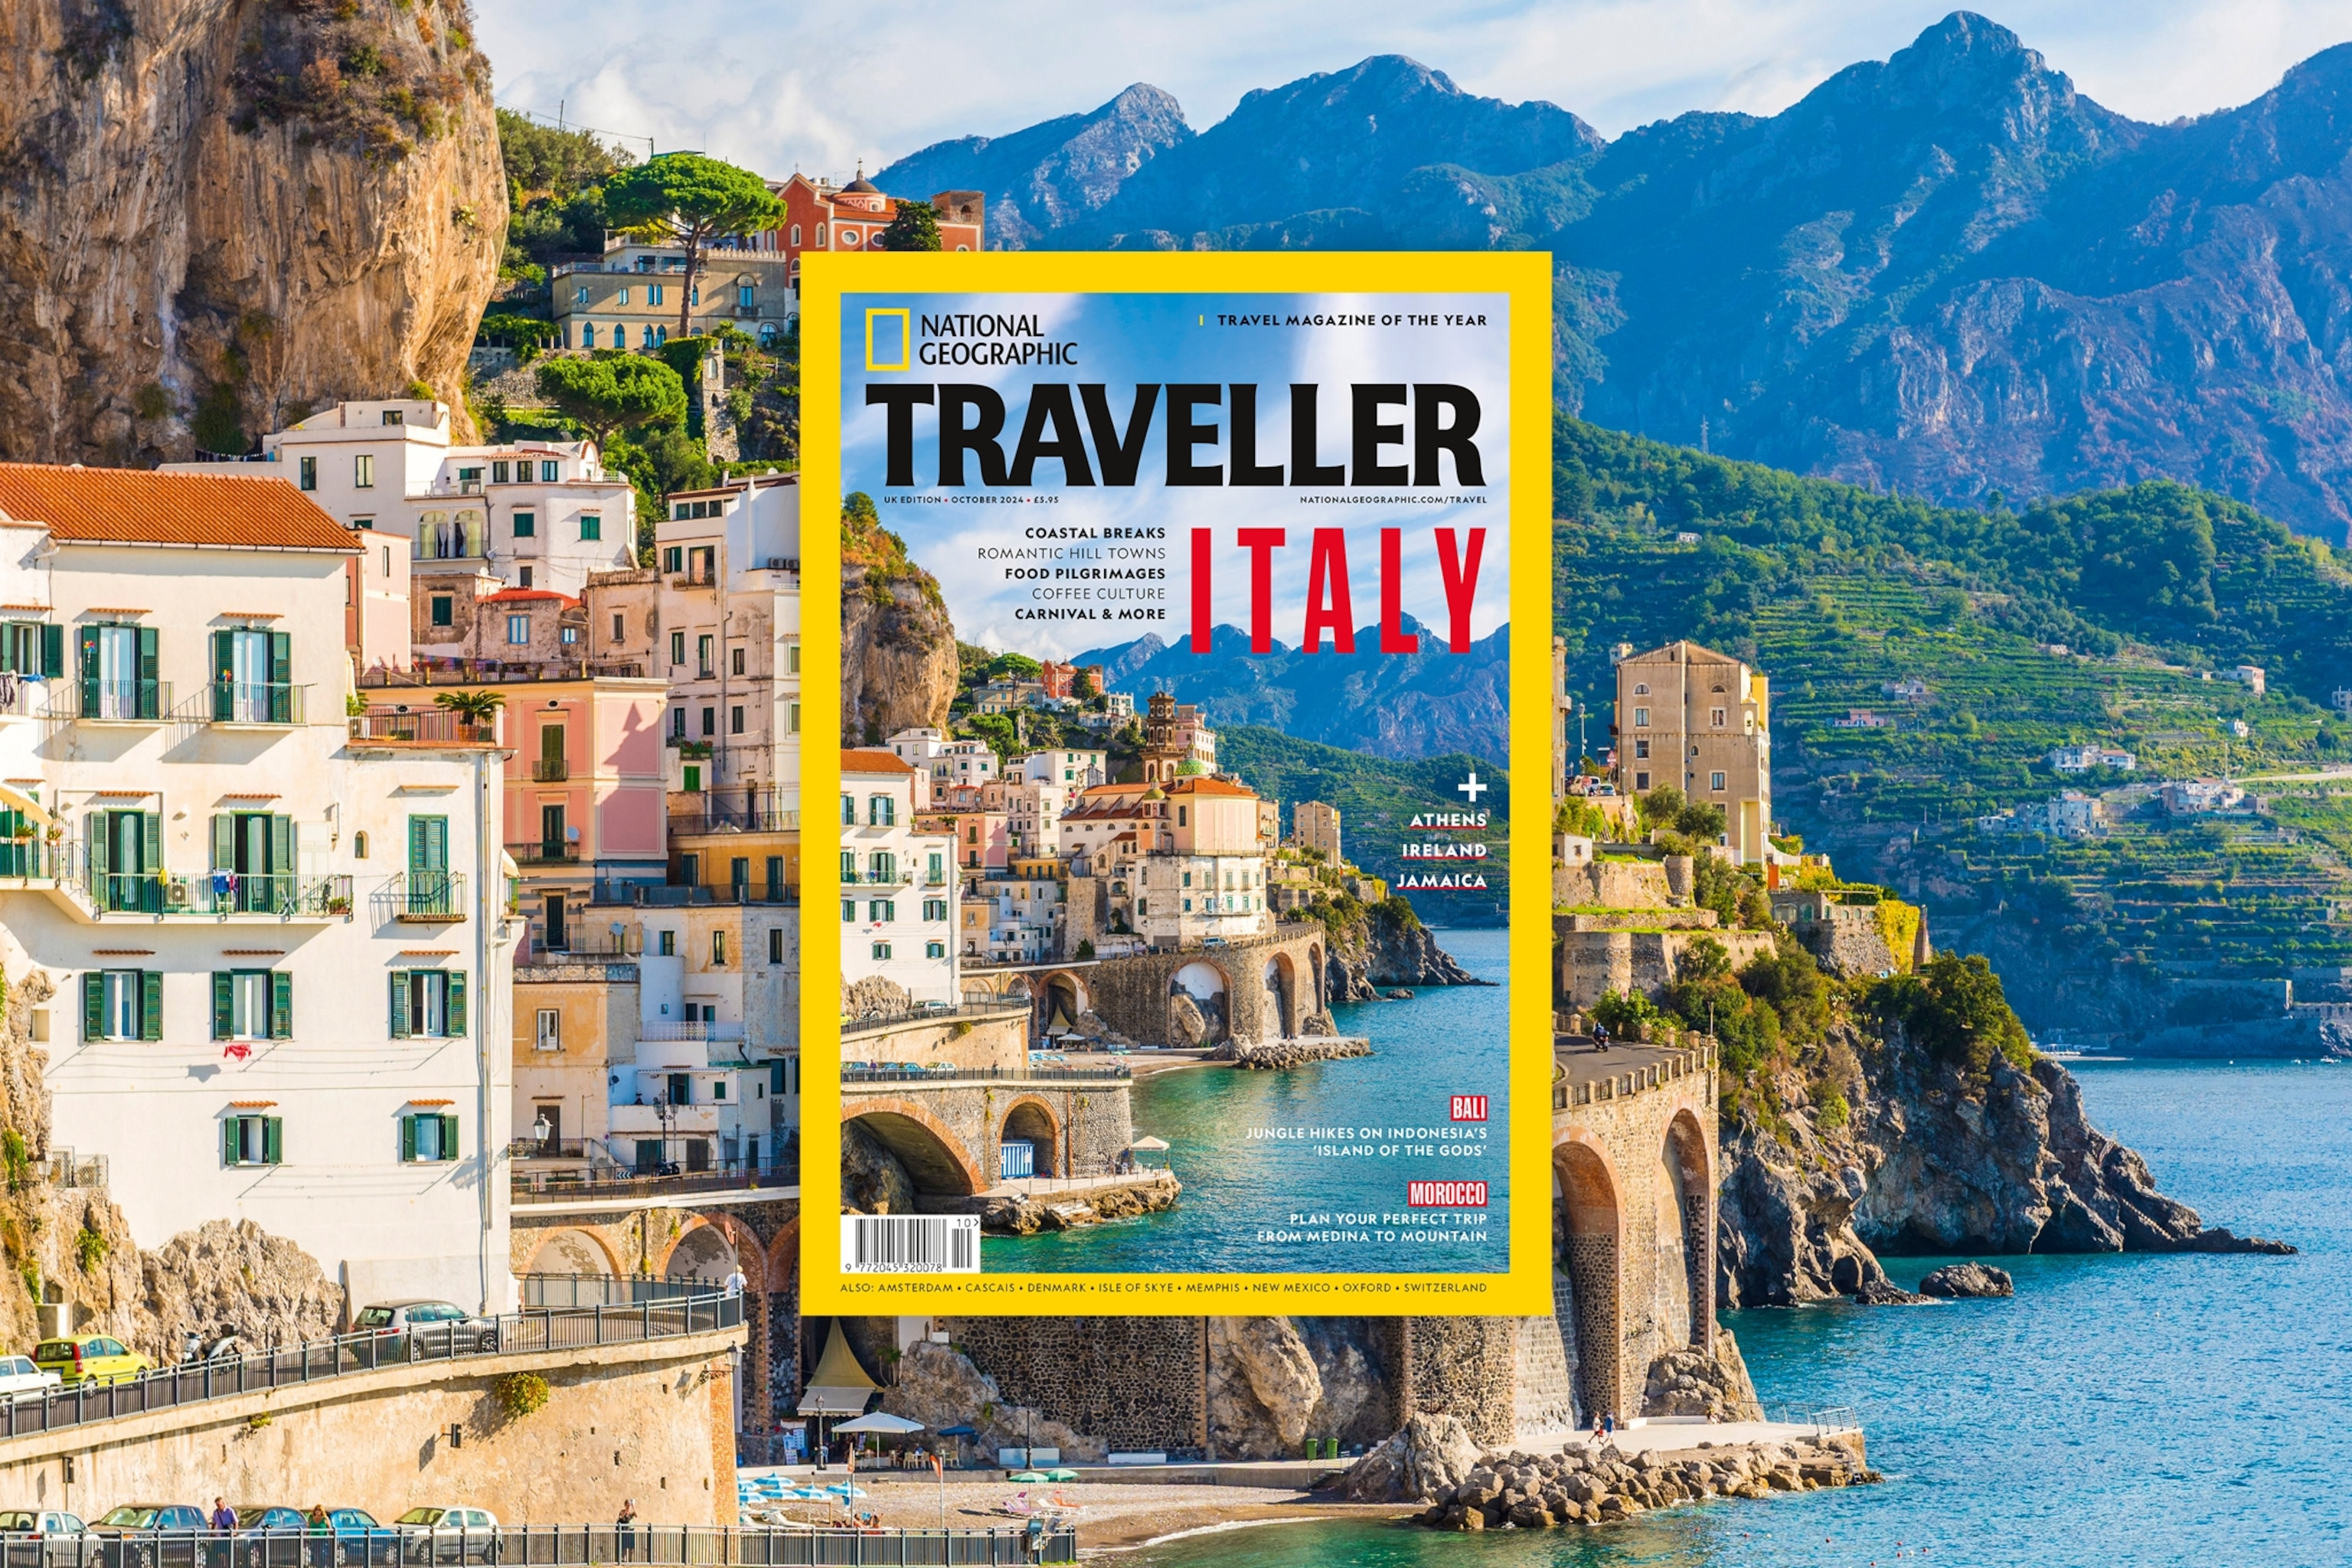 NATIONAL
GEOGRAPHIC
TRAVEL MAGAZINE OF THE YEAR
TRAVELLER
UK EDITION • OCTOBER 2024 • £5.95
NATIONALGEOGRAPHIC.COM/TRAVEL
COASTAL BREAKS
ROMANTIC HILL TOWNS
FOOD PILGRIMAGES
COFFEE CULTURE
CARNIVAL & MORE
ITALY
+
ATHENS
IRELAND
JAMAICA
BALI
JUNGLE HIKES ON INDONESIA'S
'ISLAND OF THE GODS'
MOROCCO
PLAN YOUR PERFECT TRIP
FROM MEDINA TO MOUNTAIN
10>
9 772045 320078
ALSO: AMSTERDAM • CASCAIS • DENMARK • ISLE OF SKYE • MEMPHIS • NEW MEXICO • OXFORD • SWITZERLAND